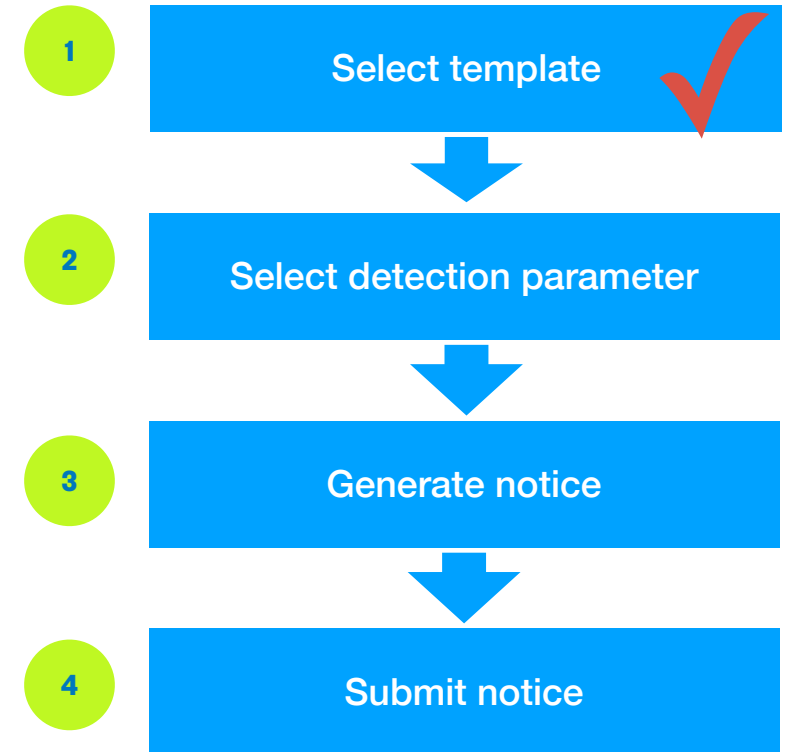 1
Select template
2
Select detection parameter
3
Generate notice
4
Submit notice